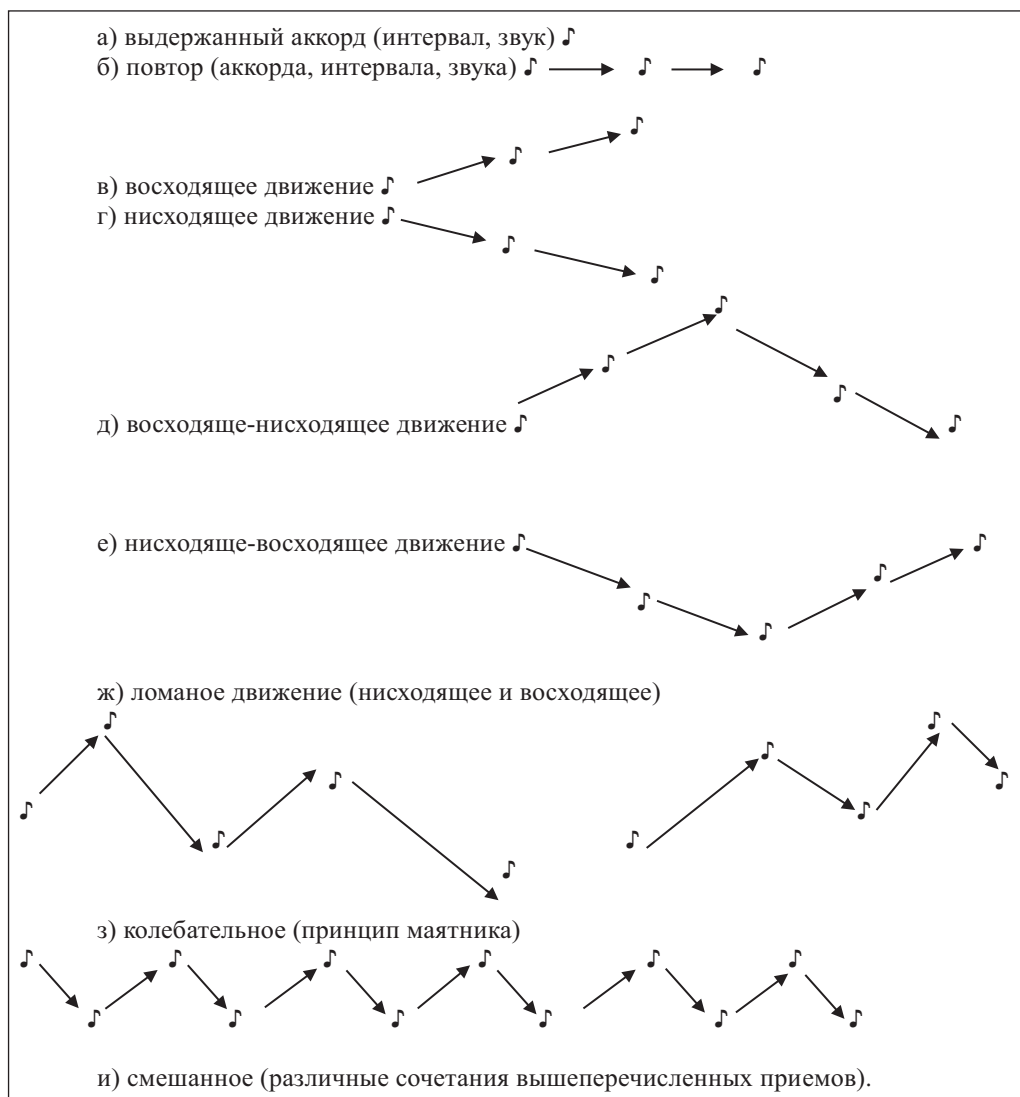 а) выдержанный аккорд (интервал, звук) ♪
б) повтор (аккорда, интервала, звука) ♪ → ♪ → ♪
в) восходящее движение ♪
г) нисходящее движение ♪
д) восходяще-нисходящее движение ♪
е) нисходяще-восходящее движение ♪
ж) ломаное движение (нисходящее и восходящее)
з) колебательное (принцип маятника)
и) смешанное (различные сочетания вышеперечисленных приемов).